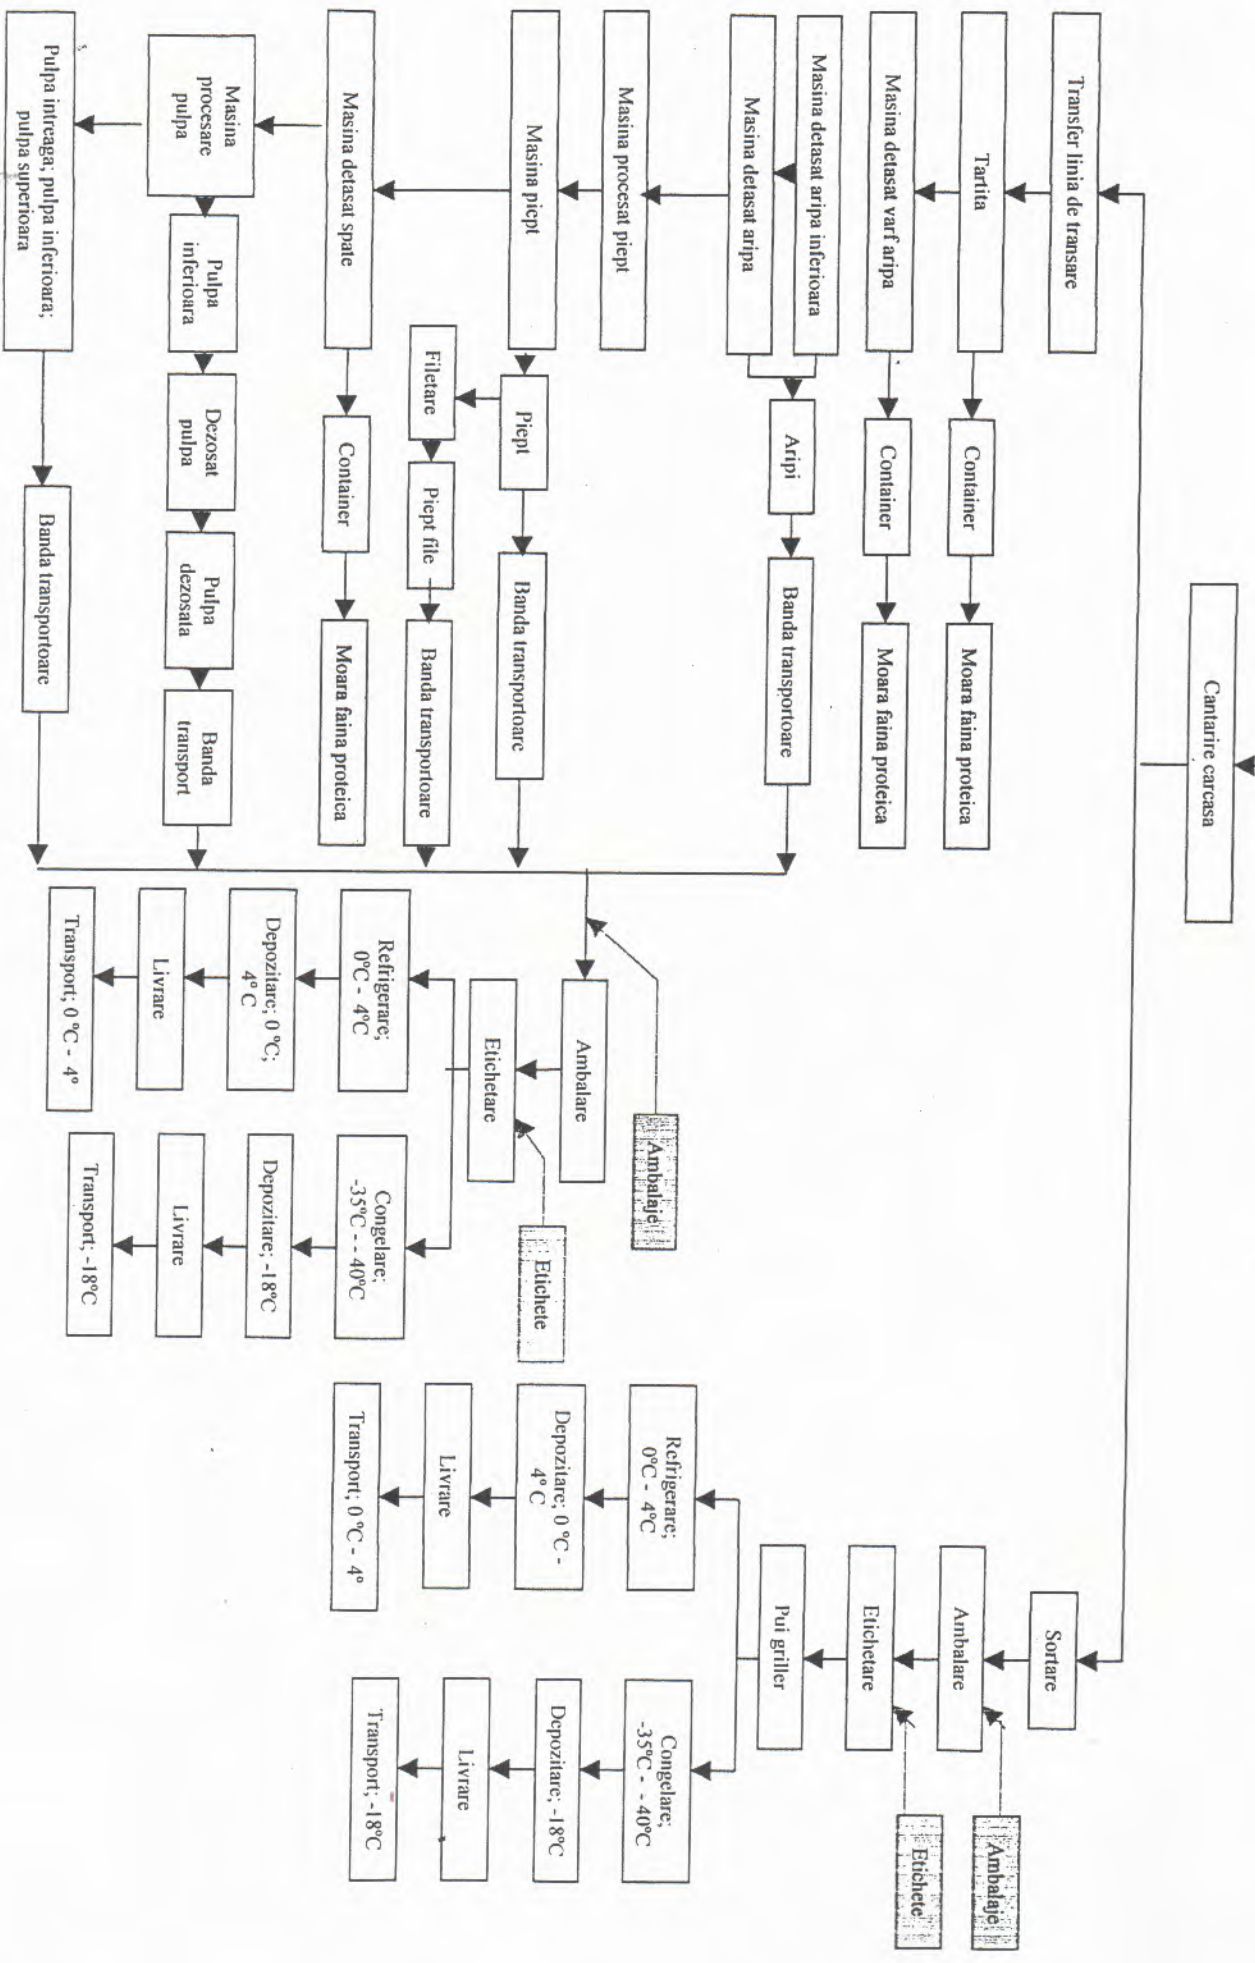 Cantarire carcasa
Transfer linia de transare
Tartita
Container
Moara faina proteica
Masina detasat varf aripa
Container
Moara faina proteica
Masina detasat aripa inferioara
Masina detasat aripa
Aripi
Banda transportoare
Masina procesat piept
Masina piept
Piept
Banda transportoare
Filetare
Piept file
Banda transportoare
Masina detasat spate
Container
Moara faina proteica
Masina
procesare
pulpa
Pulpa
inferioara
Dezosat
pulpa
Pulpa
dezosata
Banda
transport
Pulpa intreaga; pulpa inferioara;
pulpa superioara
Banda transportoare
Ambalaje
Ambalare
Etichete
Etichetare
Refrigerare;
0°C - 4°C
Depozitare; 0 °C;
4° C
Livrare
Transport; 0 °C - 4°
Congelare;
-35°C - - 40°C
Depozitare; -18°C
Livrare
Transport; -18°C
Sortare
Ambalaje
Ambalare
Etichete
Etichetare
Pui griller
Refrigerare;
0°C - 4°C
Depozitare; 0 °C -
4° C
Livrare
Transport; 0 °C - 4°
Congelare;
-35°C - - 40°C
Depozitare; -18°C
Livrare
Transport; -18°C